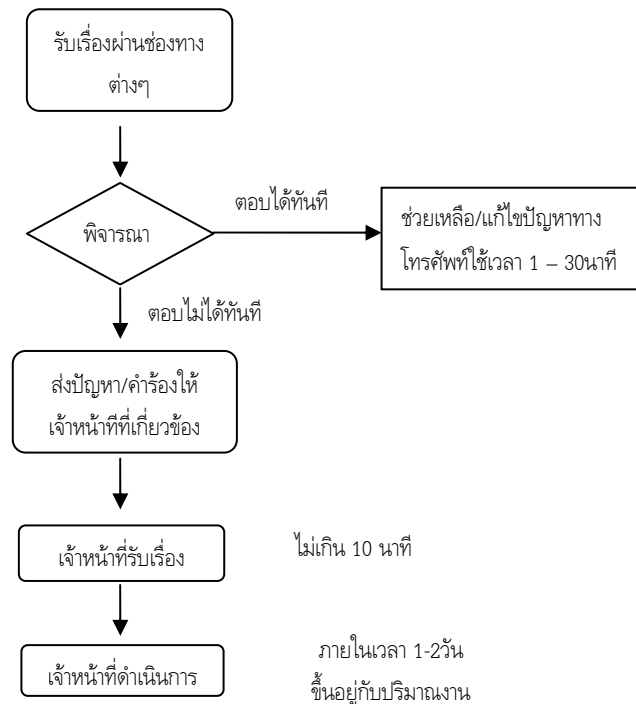 รับเรื่องผ่านช่องทาง
ต่างๆ
พิจารณา
ตอบได้ทันที
ช่วยเหลือ/แก้ไขปัญหาทาง
โทรศัพท์ใช้เวลา 1 – 30นาที
ตอบไม่ได้ทันที
ส่งปัญหา/คำร้องให้
เจ้าหน้าทีที่เกี่ยวข้อง
เจ้าหน้าที่รับเรื่อง
ไม่เกิน 10 นาที
เจ้าหน้าที่ดำเนินการ
ภายในเวลา 1-2วัน
ขึ้นอยู่กับปริมาณงาน